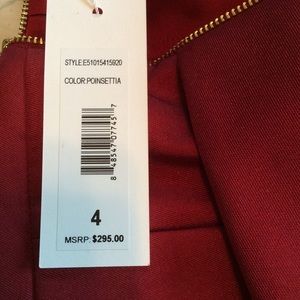 STYLE:E51015415920
COLOR:POINSETTIA
8 48547 07745 7
4
MSRP: $295.00